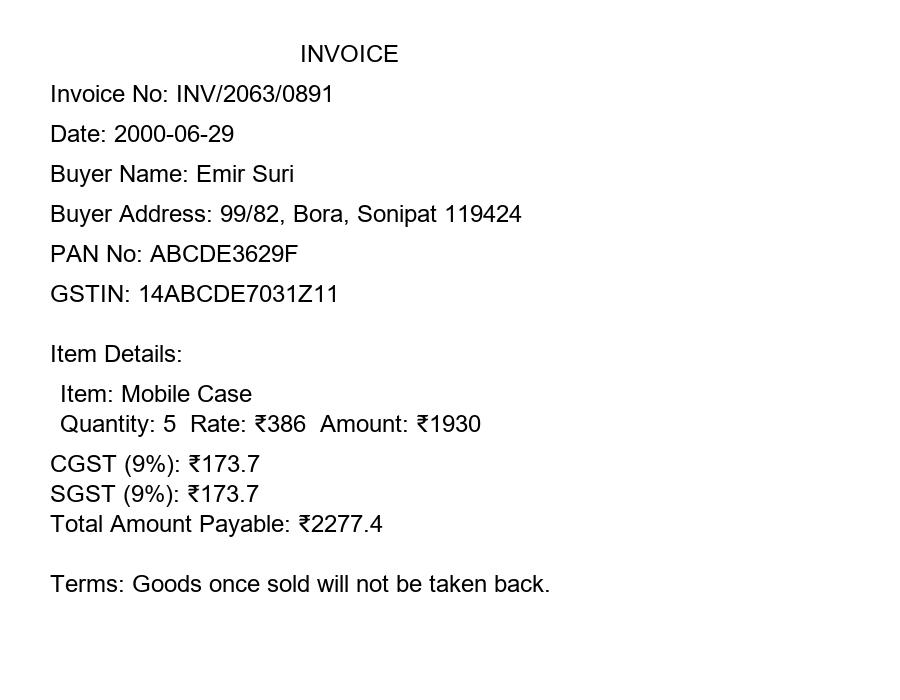 INVOICE
Invoice No: INV/2063/0891
Date: 2000-06-29
Buyer Name: Emir Suri
Buyer Address: 99/82, Bora, Sonipat 119424
PAN No: ABCDE3629F
GSTIN: 14ABCDE7031Z11
Item Details:
Item: Mobile Case
Quantity: 5  Rate: ₹386  Amount: ₹1930
CGST (9%): ₹173.7
SGST (9%): ₹173.7
Total Amount Payable: ₹2277.4
Terms: Goods once sold will not be taken back.